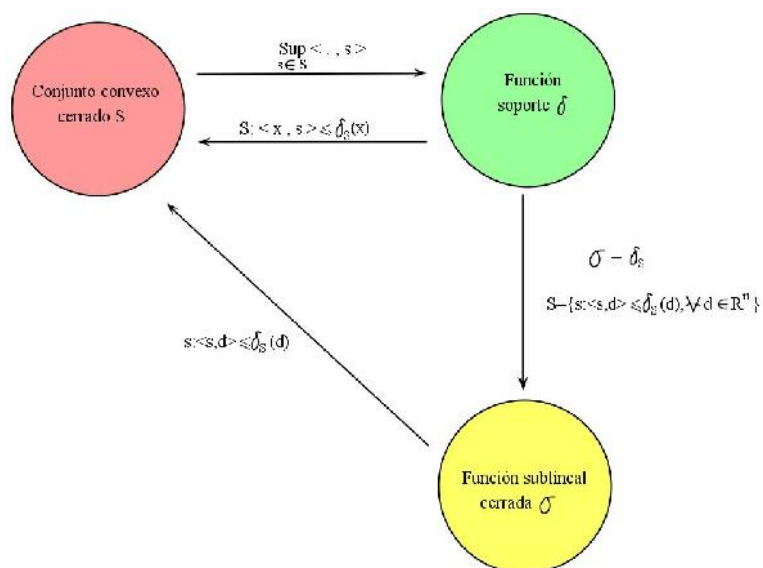 Conjunto convexo
cerrado S
Sup < . , s >
s∈S
S: < x , s > ⩽ δₛ(x)
Función
soporte δ
σ = δₛ
S={s:<s,d> ⩽ δₛ(d),∀ d ∈ Rⁿ}
s:<s,d> ⩽ δₛ(d)
Función sublineal
cerrada σ